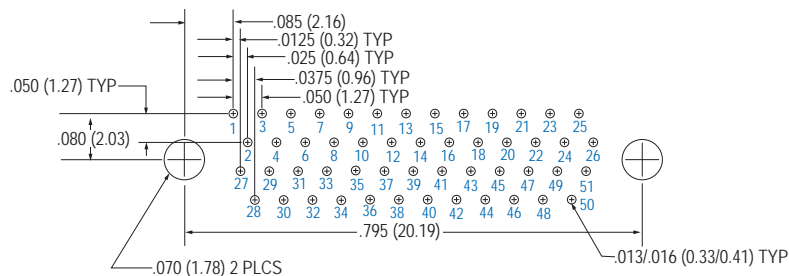 .085 (2.16)
.0125 (0.32) TYP
.025 (0.64) TYP
.0375 (0.96) TYP
.050 (1.27) TYP
.050 (1.27) TYP
.080 (2.03)
1 3 5 7 9 11 13 15 17 19 21 23 25
2 4 6 8 10 12 14 16 18 20 22 24 26
27 29 31 33 35 37 39 41 43 45 47 49 51
28 30 32 34 36 38 40 42 44 46 48 50
.795 (20.19)
.013/.016 (0.33/0.41) TYP
.070 (1.78) 2 PLCS